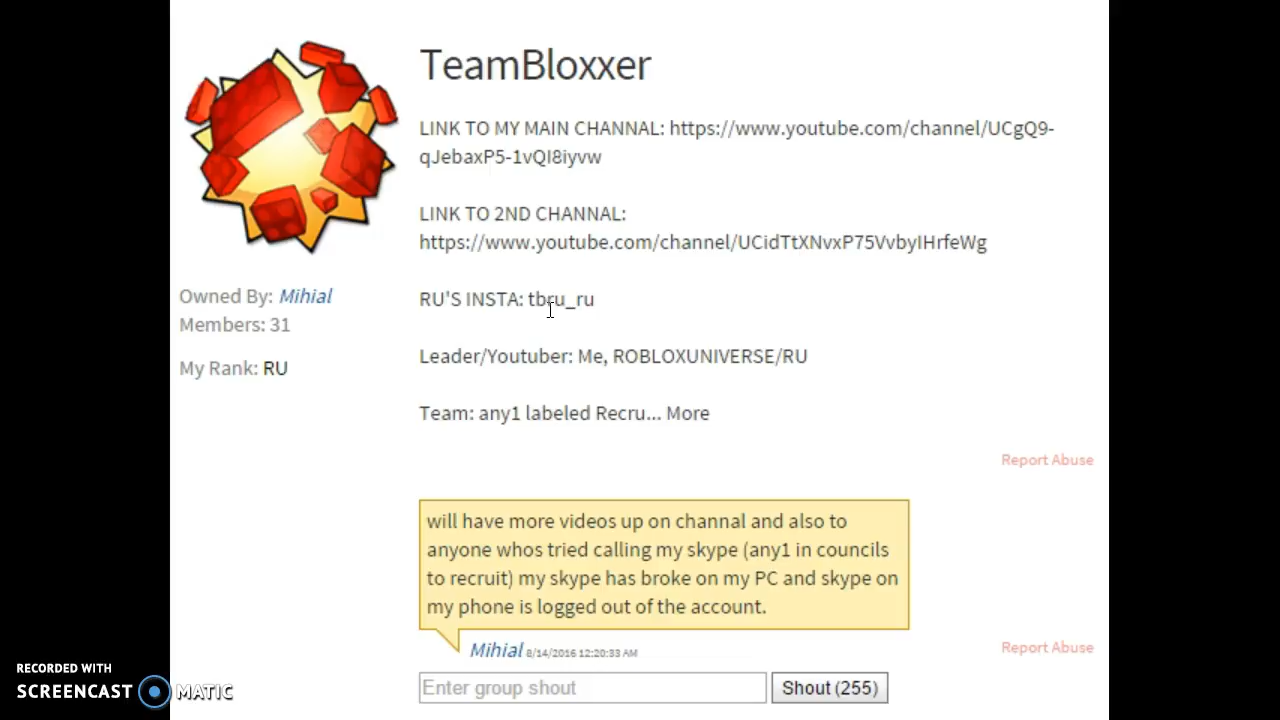 TeamBloxxer
LINK TO MY MAIN CHANNAL: https://www.youtube.com/channel/UCgQ9-
qJebaxP5-1vQI8iyvw
LINK TO 2ND CHANNAL:
https://www.youtube.com/channel/UCidTtXNvxP75VvbyIHrfeWg
RU'S INSTA: tbru_ru
Leader/Youtuber: Me, ROBLOXUNIVERSE/RU
Team: any1 labeled Recru... More
Owned By: Mihial
Members: 31
My Rank: RU
Report Abuse
will have more videos up on channal and also to
anyone whos tried calling my skype (any1 in councils
to recruit) my skype has broke on my PC and skype on
my phone is logged out of the account.
Mihial 8/14/2016 12:20:33 AM
Report Abuse
Enter group shout
Shout (255)
RECORDED WITH
SCREENCAST MATIC